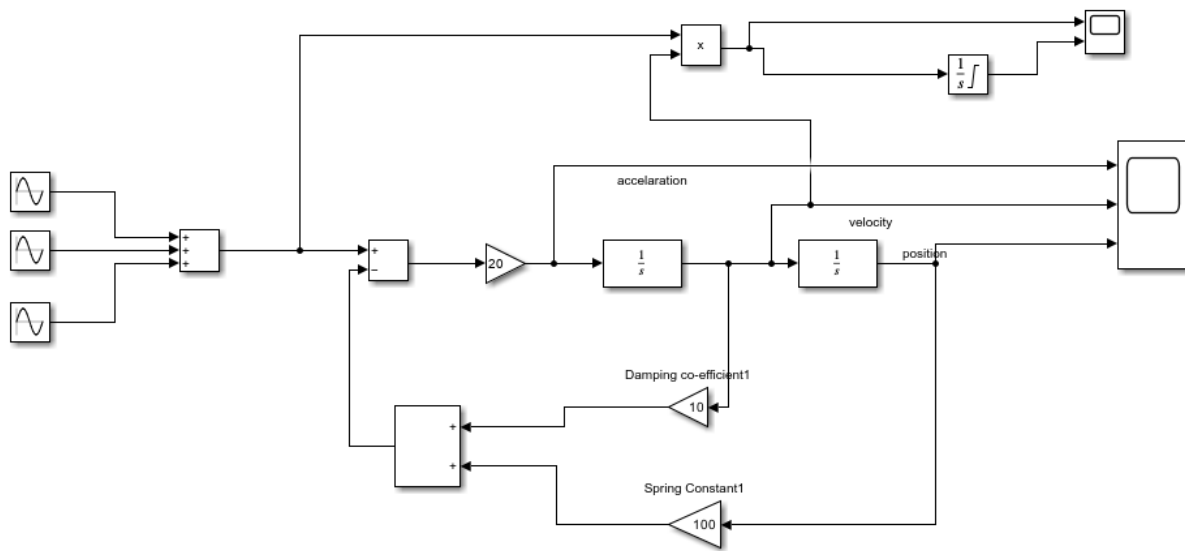 x
1
s
accelaration
velocity
+
+
+
+
−
20
1
s
1
s
position
Damping co-efficient1
10
+
+
Spring Constant1
100